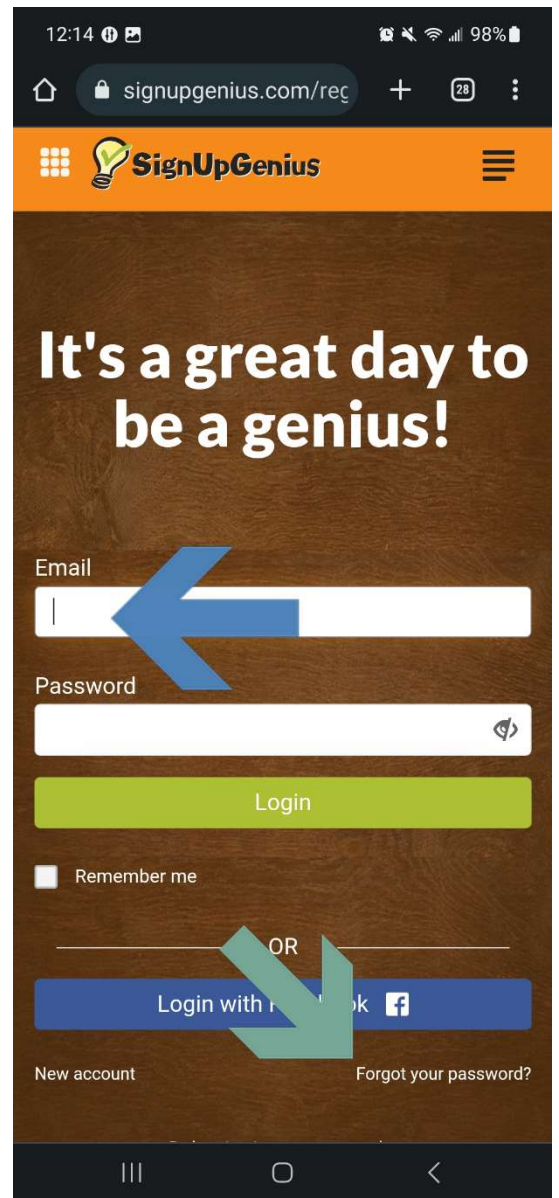 12:14 98%
signupgenius.com/reg 28
SignUpGenius
It's a great day to
be a genius!
Email
Password
Login
Remember me
OR
Login with k
New account Forgot your password?